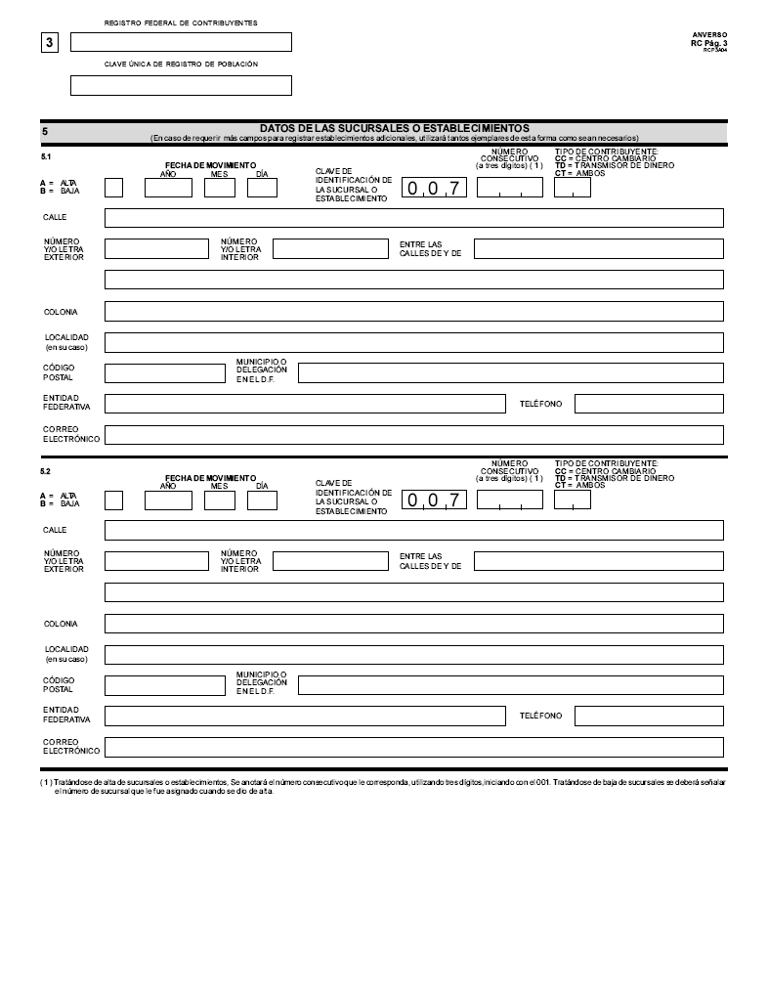 REGISTRO FEDERAL DE CONTRIBUYENTES
3
ANVERSO
RC Pág. 3
RCP3A04
CLAVE ÚNICA DE REGISTRO DE POBLACIÓN
5
DATOS DE LAS SUCURSALES O ESTABLECIMIENTOS
(En caso de requerir más campos para registrar establecimientos adicionales, utilizará tantos ejemplares de esta forma como sean necesarios)
5.1
A = ALTA
B = BAJA
FECHA DE MOVIMIENTO
AÑO MES DÍA
CLAVE DE
IDENTIFICACIÓN DE
LA SUCURSAL O
ESTABLECIMIENTO
0 0 7
NÚMERO
CONSECUTIVO
(a tres dígitos) ( 1 )
TIPO DE CONTRIBUYENTE:
CC = CENTRO CAMBIARIO
TD = TRANSMISOR DE DINERO
CT = AMBOS
CALLE
NÚMERO
Y/O LETRA
EXTERIOR
NÚMERO
Y/O LETRA
INTERIOR
ENTRE LAS
CALLES DE Y DE
COLONIA
LOCALIDAD
(en su caso)
CÓDIGO
POSTAL
MUNICIPIO O
DELEGACIÓN
EN EL D.F.
ENTIDAD
FEDERATIVA
TELÉFONO
CORREO
ELECTRÓNICO
5.2
A = ALTA
B = BAJA
FECHA DE MOVIMIENTO
AÑO MES DÍA
CLAVE DE
IDENTIFICACIÓN DE
LA SUCURSAL O
ESTABLECIMIENTO
0 0 7
NÚMERO
CONSECUTIVO
(a tres dígitos) ( 1 )
TIPO DE CONTRIBUYENTE:
CC = CENTRO CAMBIARIO
TD = TRANSMISOR DE DINERO
CT = AMBOS
CALLE
NÚMERO
Y/O LETRA
EXTERIOR
NÚMERO
Y/O LETRA
INTERIOR
ENTRE LAS
CALLES DE Y DE
COLONIA
LOCALIDAD
(en su caso)
CÓDIGO
POSTAL
MUNICIPIO O
DELEGACIÓN
EN EL D.F.
ENTIDAD
FEDERATIVA
TELÉFONO
CORREO
ELECTRÓNICO
( 1 ) Tratándose de alta de sucursales o establecimientos, Se anotará el número consecutivo que le corresponda, utilizando tres dígitos,iniciando con el 001. Tratándose de baja de sucursales se deberá señalar
el número de sucursal que le fue asignado cuando se dio de alta.